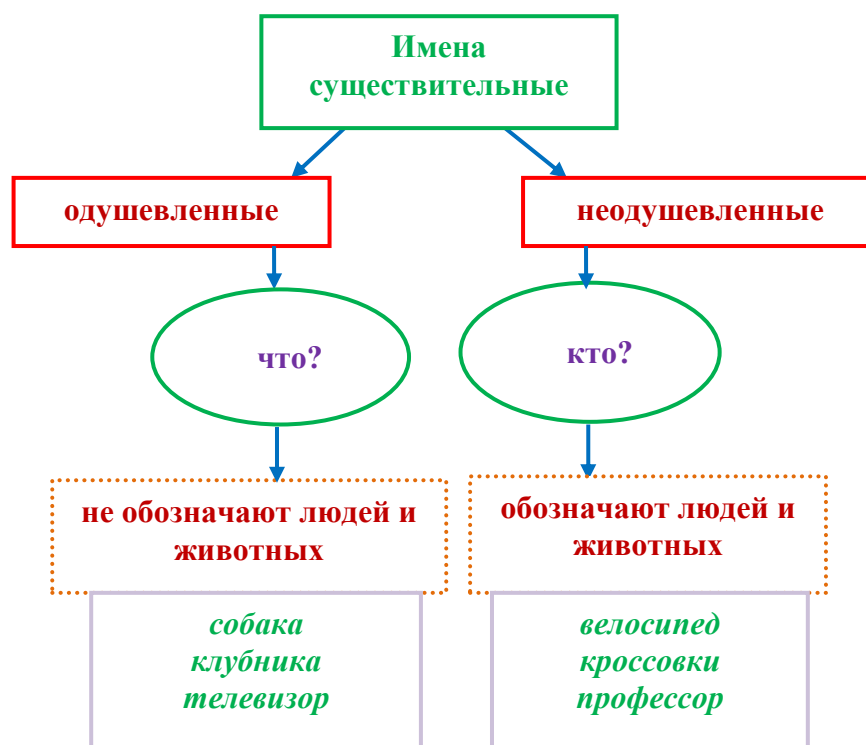 Имена
существительные
одушевленные
неодушевленные
что?
кто?
не обозначают людей и
животных
обозначают людей и
животных
собака
клубника
телевизор
велосипед
кроссовки
профессор